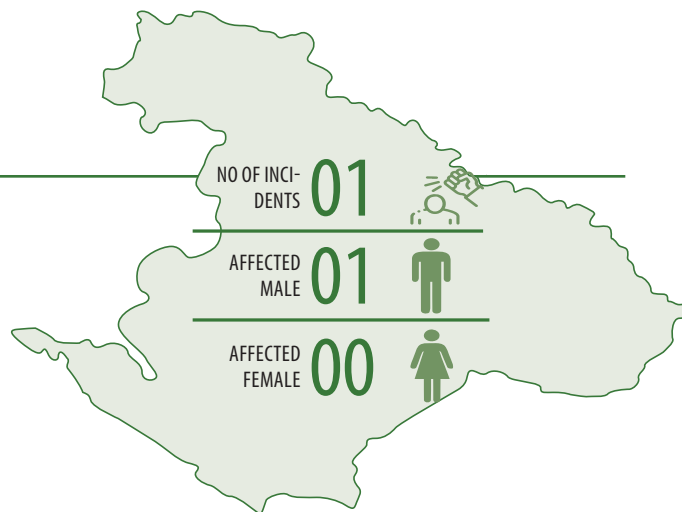 NO OF INCI-
DENTS
01
AFFECTED
MALE
01
AFFECTED
FEMALE
00